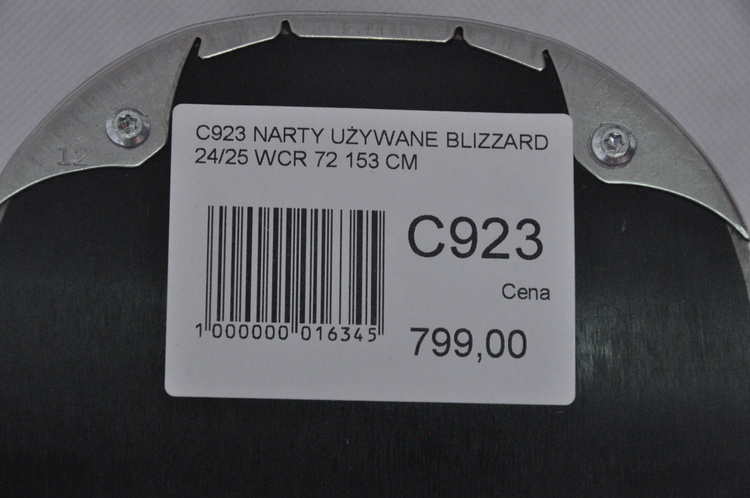 C923 NARTY UŻYWANE BLIZZARD
24/25 WCR 72 153 CM
C923
Cena
1 000000 016345
799,00
12